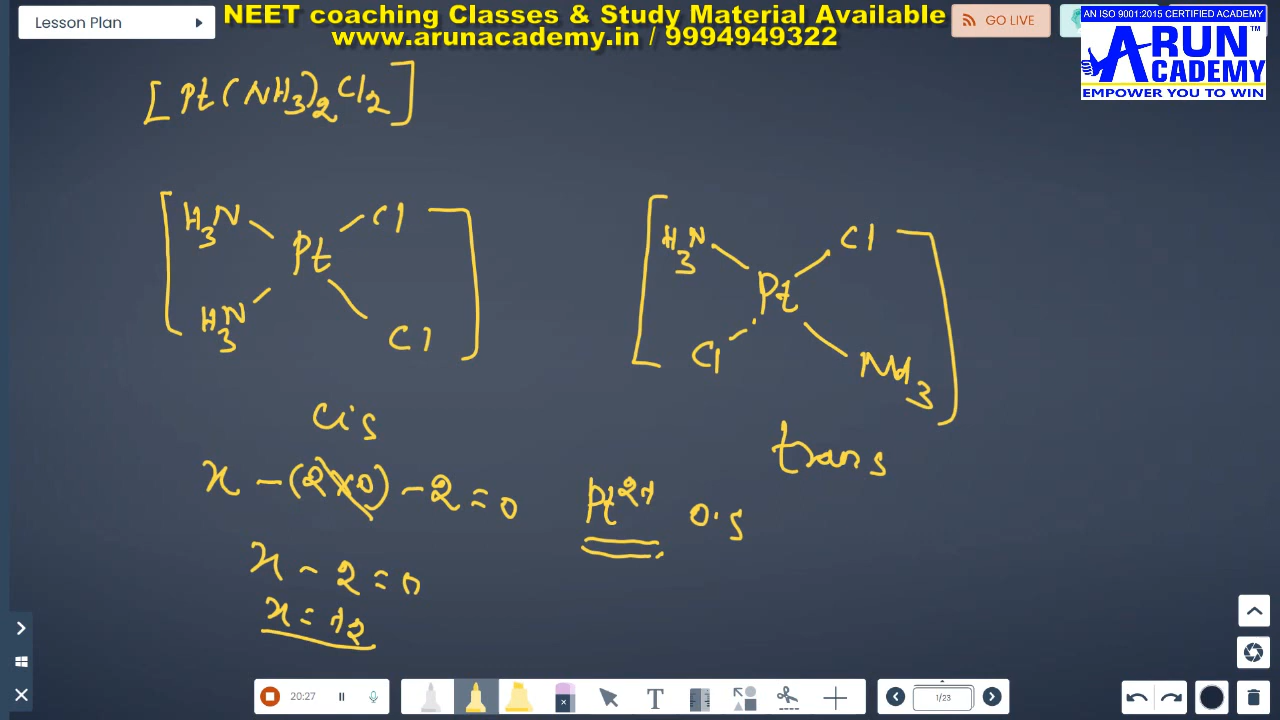 Lesson Plan
NEET coaching Classes & Study Material Available
www.arunacademy.in / 9994949322
GO LIVE
AN ISO 9001:2015 CERTIFIED ACADEMY
ARUN ™
ACADEMY
EMPOWER YOU TO WIN
[Pt(NH3)2Cl2]
H3N Cl
Pt
H3N Cl
cis
H3N Cl
Pt
Cl NH3
trans
x - (2x0) - 2 = 0
Pt2+ O.S
x - 2 = 0
x = +2
20:27
T
1/23